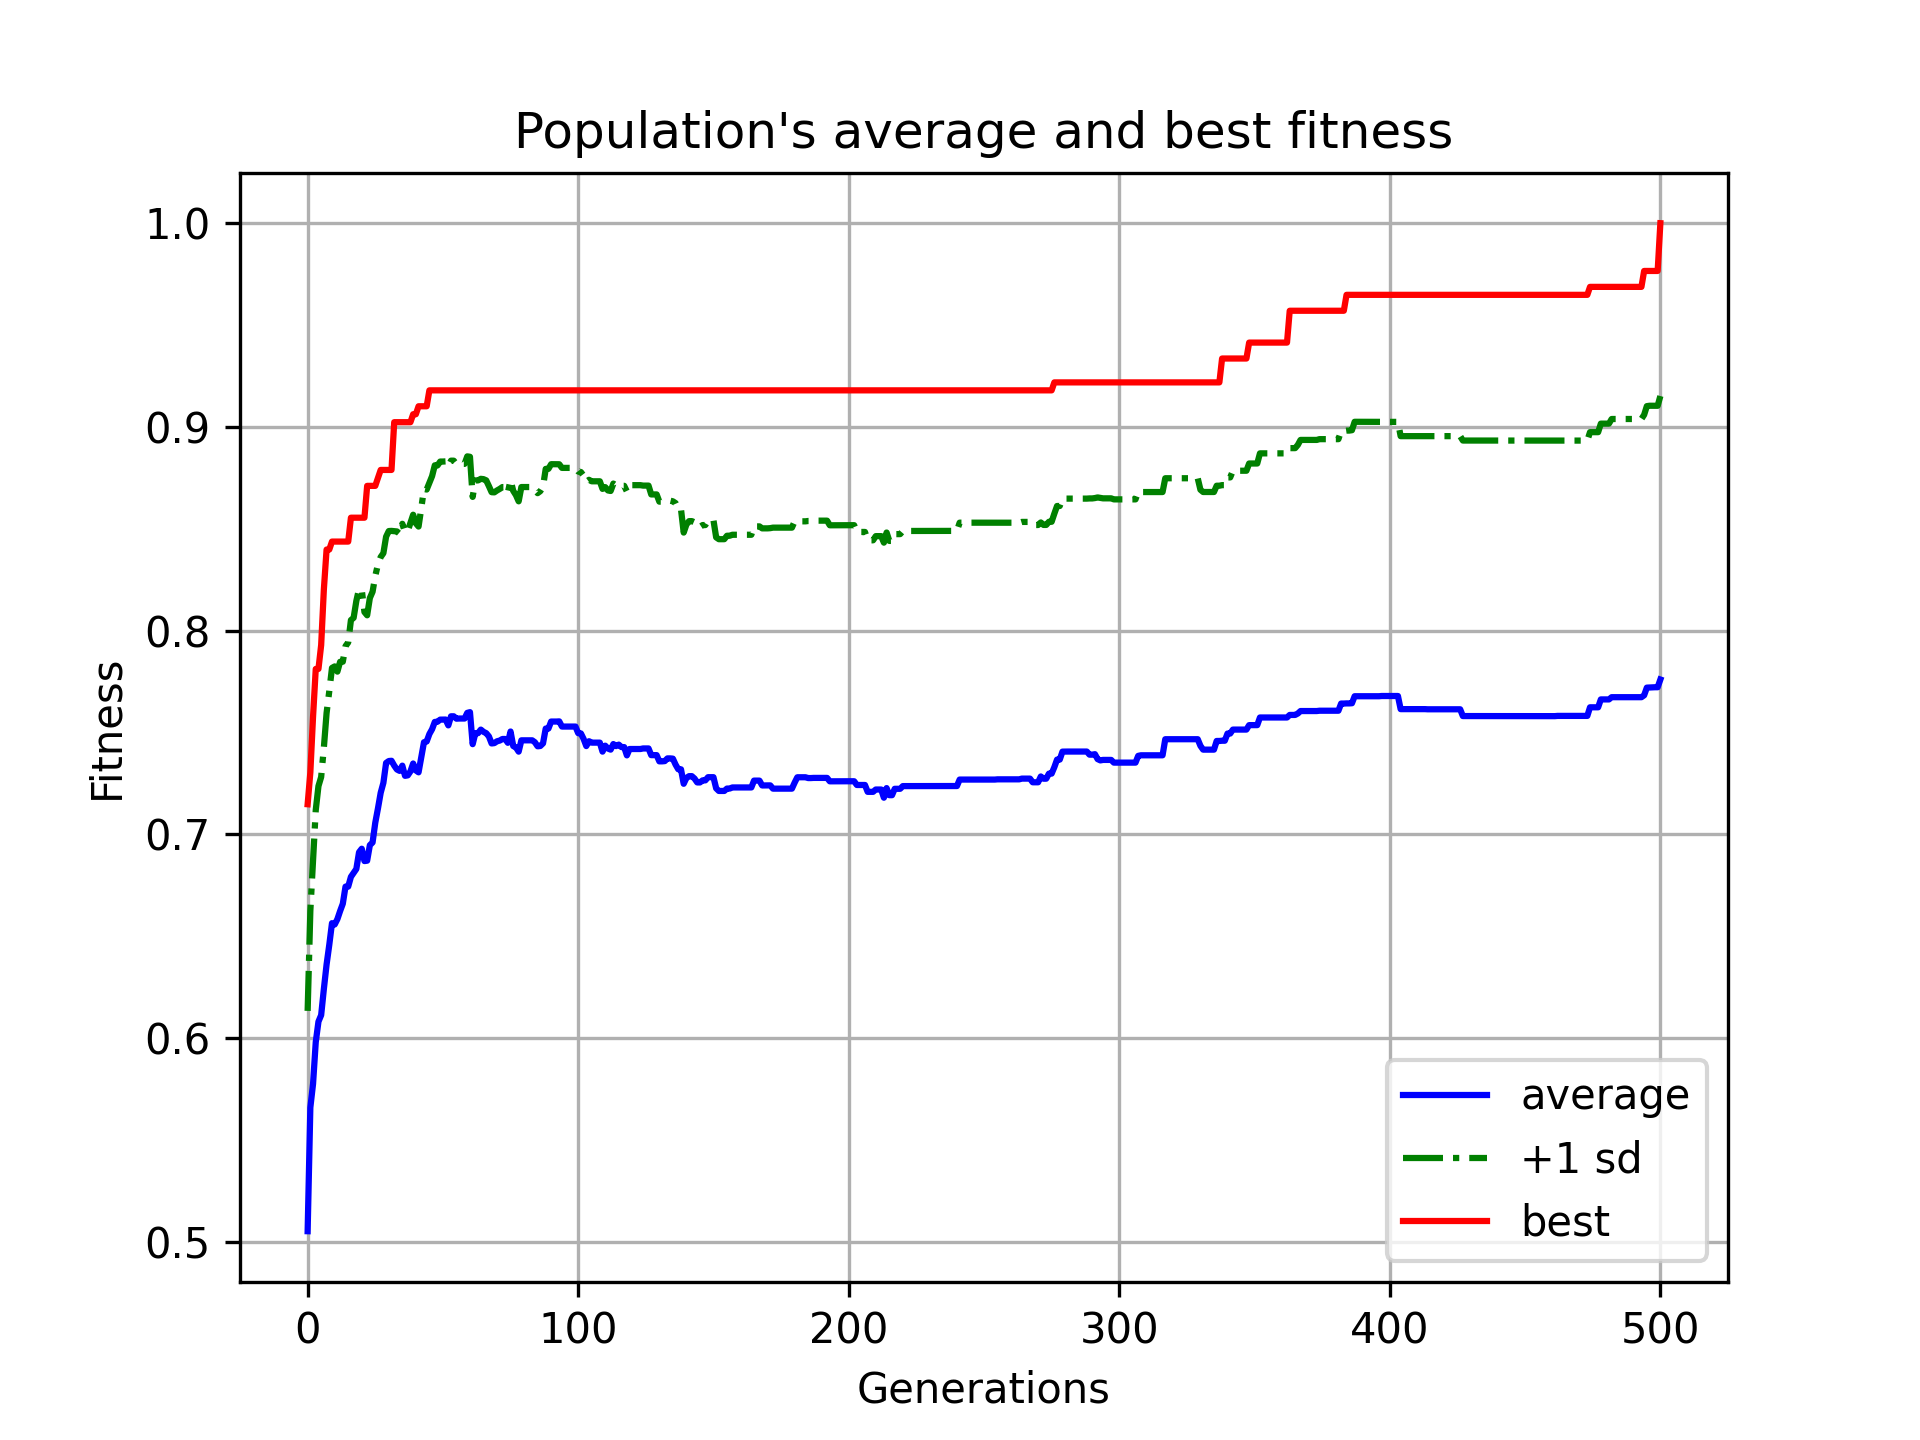 Population's average and best fitness
1.0
0.9
0.8
0.7
0.6
0.5
Fitness
0 100 200 300 400 500
Generations
average
+1 sd
best